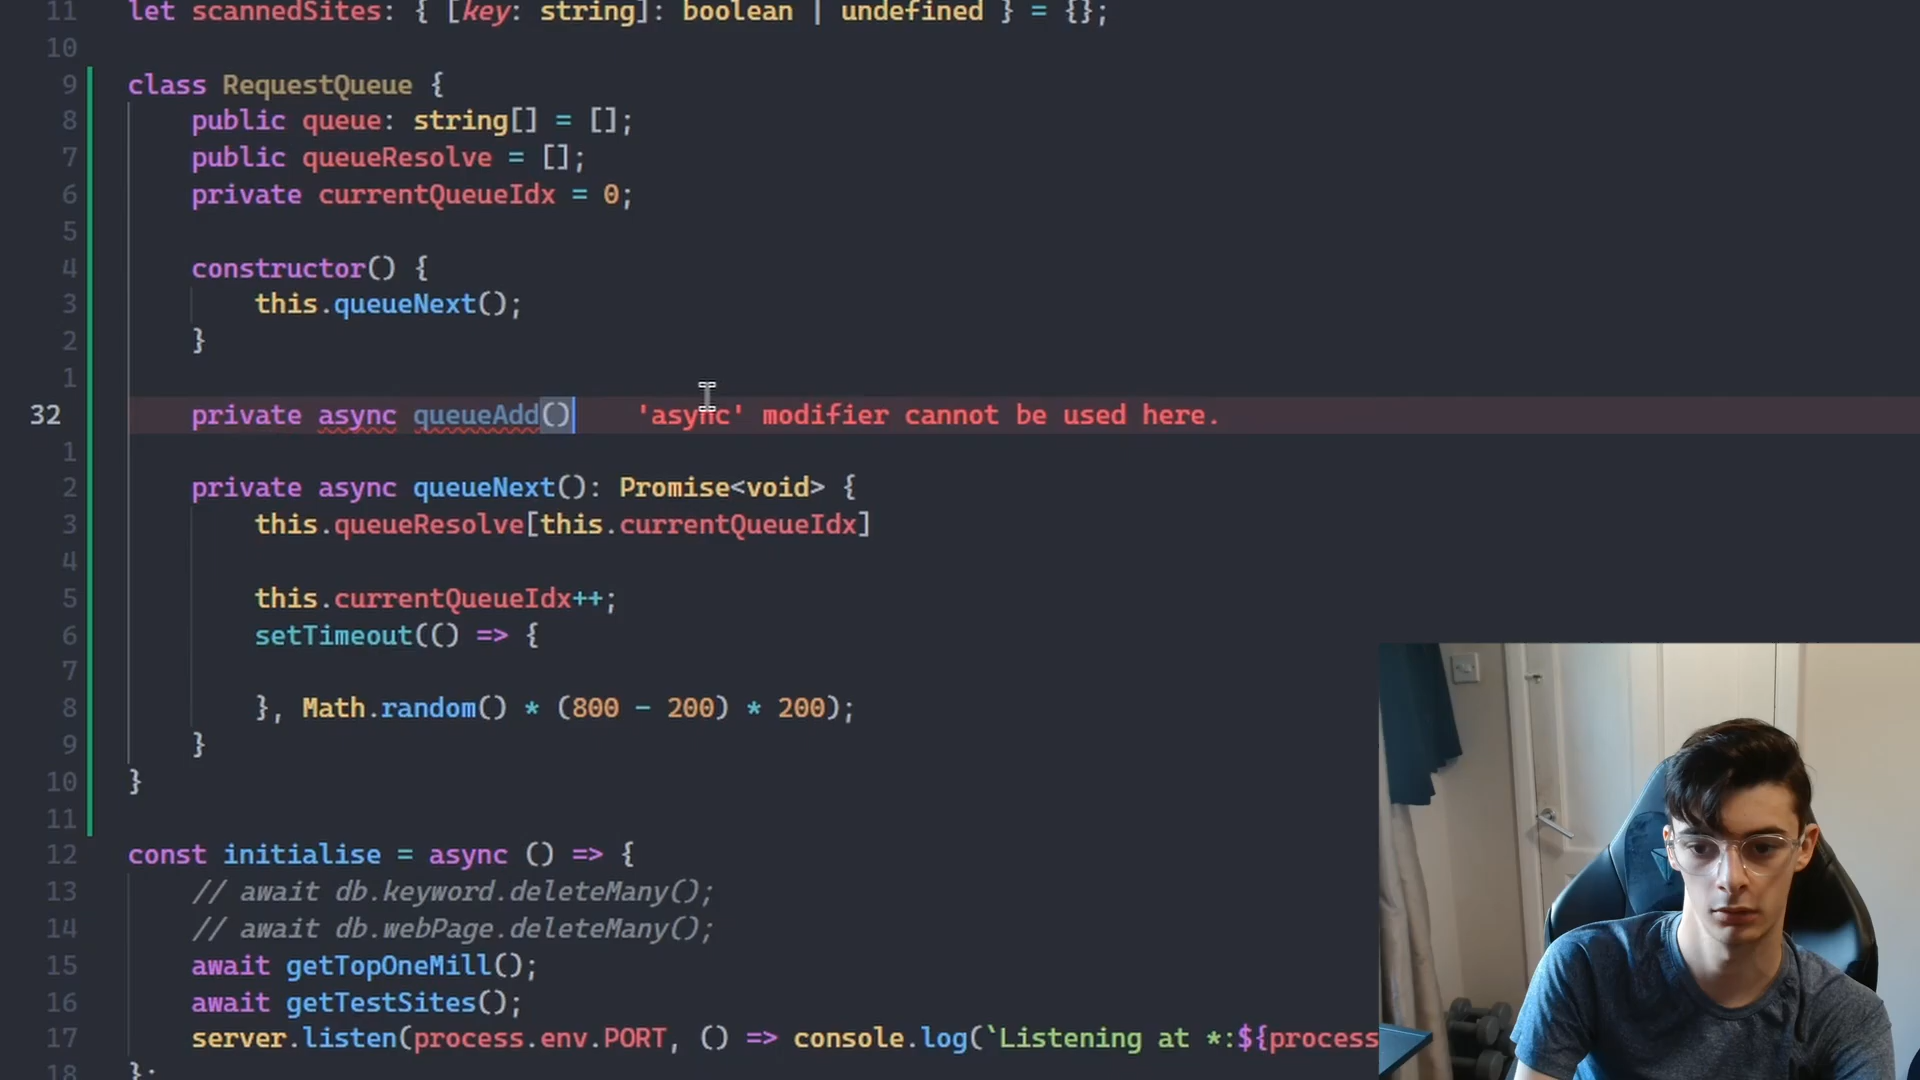 11 let scannedSites: { [key: string]: boolean | undefined } = {};
10
9 class RequestQueue {
8 public queue: string[] = [];
7 public queueResolve = [];
6 private currentQueueIdx = 0;
5
4 constructor() {
3 this.queueNext();
2 }
1
32 private async queueAdd() 'async' modifier cannot be used here.
1
2 private async queueNext(): Promise<void> {
3 this.queueResolve[this.currentQueueIdx]
4
5 this.currentQueueIdx++;
6 setTimeout(() => {
7
8 }, Math.random() * (800 - 200) * 200);
9 }
10 }
11
12 const initialise = async () => {
13 // await db.keyword.deleteMany();
14 // await db.webPage.deleteMany();
15 await getTopOneMill();
16 await getTestSites();
17 server.listen(process.env.PORT, () => console.log(`Listening at *:${process
18 };